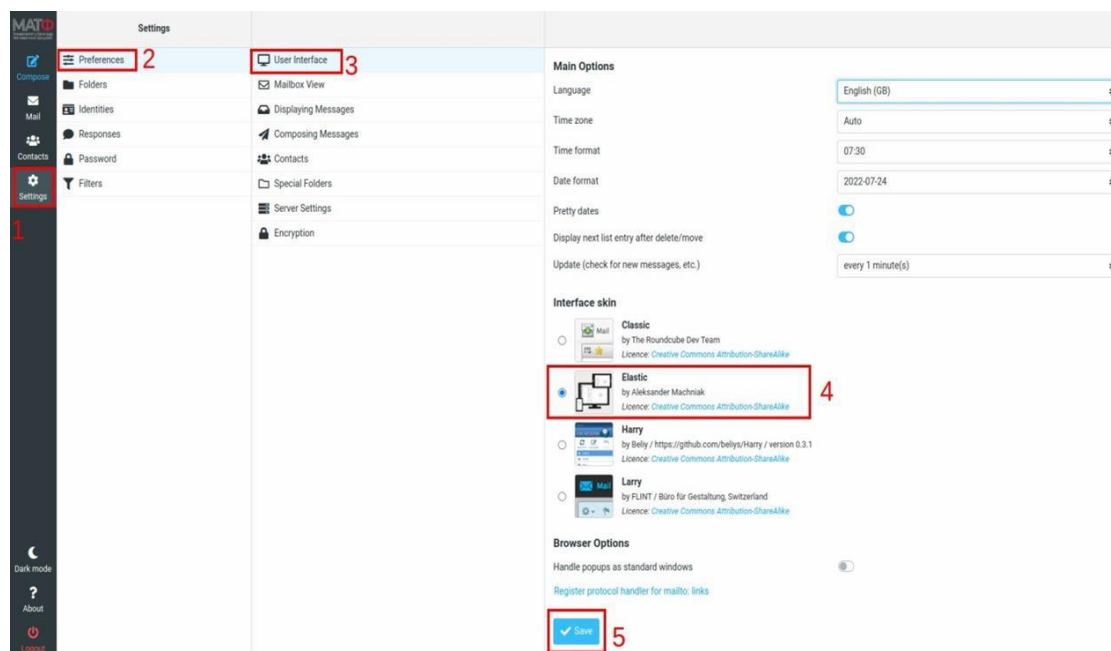 МАТФ
Settings
Compose
Mail
Contacts
Settings
1
Dark mode
?
About
Logout
Preferences
2
Folders
Identities
Responses
Password
Filters
User Interface
3
Mailbox View
Displaying Messages
Composing Messages
Contacts
Special Folders
Server Settings
Encryption
Main Options
Language
English (GB)
Time zone
Auto
Time format
07:30
Date format
2022-07-24
Pretty dates
Display next list entry after delete/move
Update (check for new messages, etc.)
every 1 minute(s)
Interface skin
Mail
Classic
by The Roundcube Dev Team
Licence: Creative Commons Attribution-ShareAlike
Elastic
by Aleksander Machniak
Licence: Creative Commons Attribution-ShareAlike
4
Harry
by Beliy / https://github.com/beliys/Harry / version 0.3.1
Licence: Creative Commons Attribution-ShareAlike
Mail
Larry
by FLINT / Büro für Gestaltung, Switzerland
Licence: Creative Commons Attribution-ShareAlike
Browser Options
Handle popups as standard windows
Register protocol handler for mailto: links
Save
5